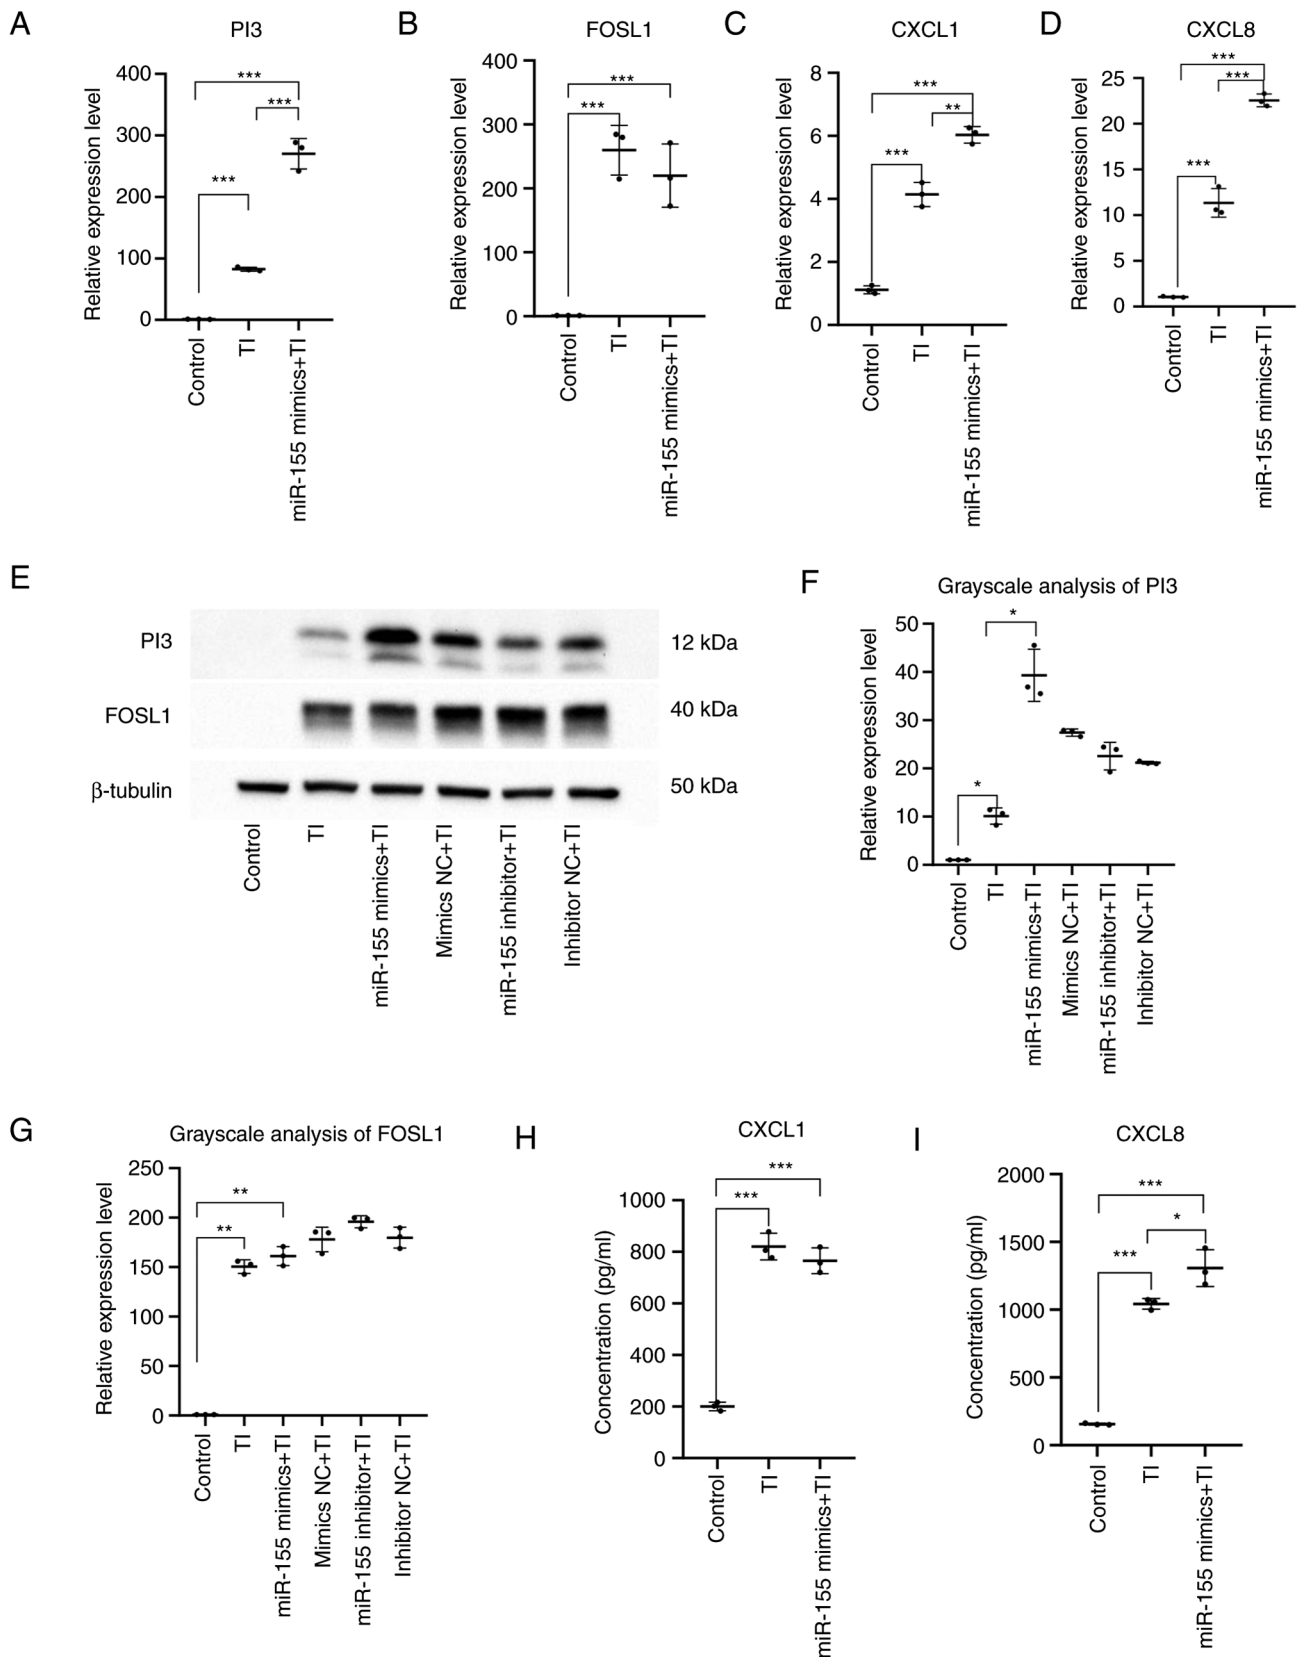 A
PI3
Relative expression level
400
300
200
100
0
***
***
***
Control
TI
miR-155 mimics+TI
B
FOSL1
Relative expression level
400
300
200
100
0
***
***
Control
TI
miR-155 mimics+TI
C
CXCL1
Relative expression level
8
6
4
2
0
***
**
***
Control
TI
miR-155 mimics+TI
D
CXCL8
Relative expression level
25
20
15
10
5
0
***
***
***
Control
TI
miR-155 mimics+TI
E
PI3
12 kDa
FOSL1
40 kDa
β-tubulin
50 kDa
Control
TI
miR-155 mimics+TI
Mimics NC+TI
miR-155 inhibitor+TI
Inhibitor NC+TI
F
Grayscale analysis of PI3
Relative expression level
50
40
30
20
10
0
*
*
Control
TI
miR-155 mimics+TI
Mimics NC+TI
miR-155 inhibitor+TI
Inhibitor NC+TI
G
Grayscale analysis of FOSL1
Relative expression level
250
200
150
100
50
0
**
**
Control
TI
miR-155 mimics+TI
Mimics NC+TI
miR-155 inhibitor+TI
Inhibitor NC+TI
H
CXCL1
Concentration (pg/ml)
1000
800
600
400
200
0
***
***
Control
TI
miR-155 mimics+TI
I
CXCL8
Concentration (pg/ml)
2000
1500
1000
500
0
***
*
***
Control
TI
miR-155 mimics+TI